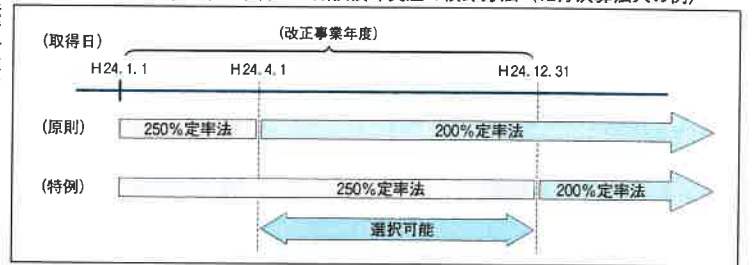 (取得日)
(改正事業年度)
H24.1.1 H24.4.1 H24.12.31
(原則) 250%定率法 200%定率法
(特例) 250%定率法 200%定率法
選択可能